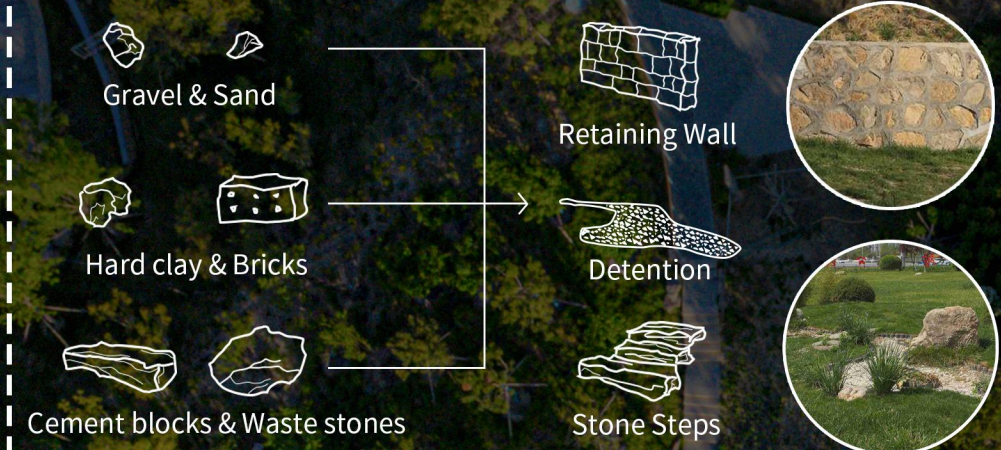 Gravel & Sand
Hard clay & Bricks
Cement blocks & Waste stones
Retaining Wall
Detention
Stone Steps